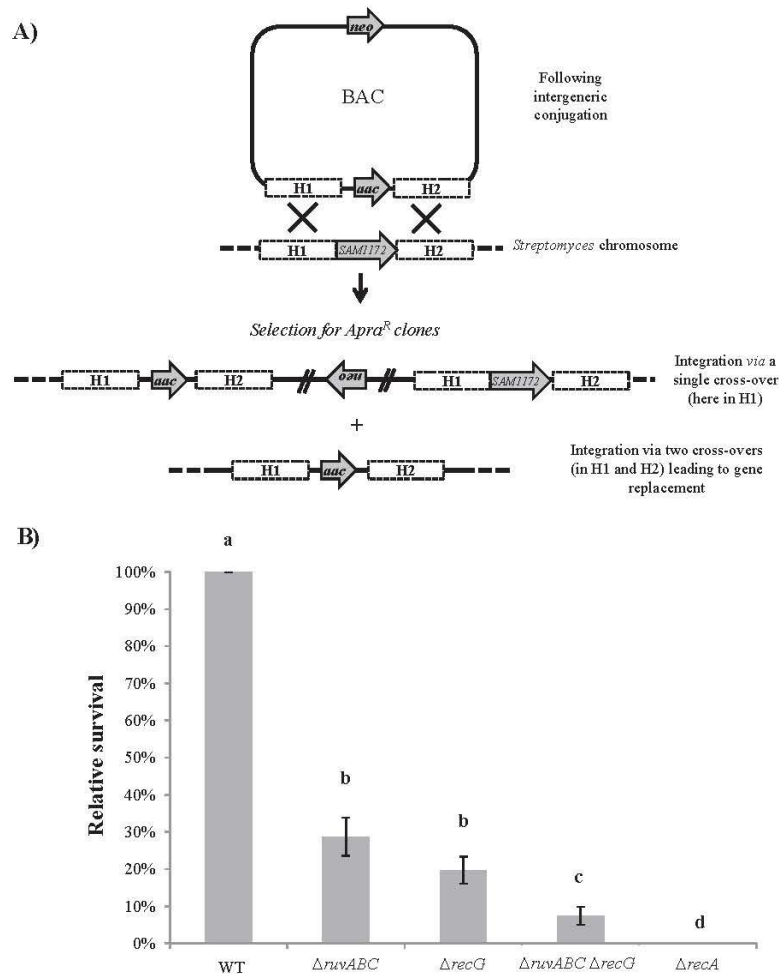 A)
neo
BAC
Following
intergeneric
conjugation
H1 aac H2
H1 SAM1172 H2
Streptomyces chromosome
Selection for Apra^R clones
H1 aac H2 neo H1 SAM1172 H2
Integration via a
single cross-over
(here in H1)
+
H1 aac H2
Integration via two cross-overs
(in H1 and H2) leading to gene
replacement
B)
Relative survival
100%
90%
80%
70%
60%
50%
40%
30%
20%
10%
0%
a
b
b
c
d
WT
ΔruvABC
ΔrecG
ΔruvABC ΔrecG
ΔrecA